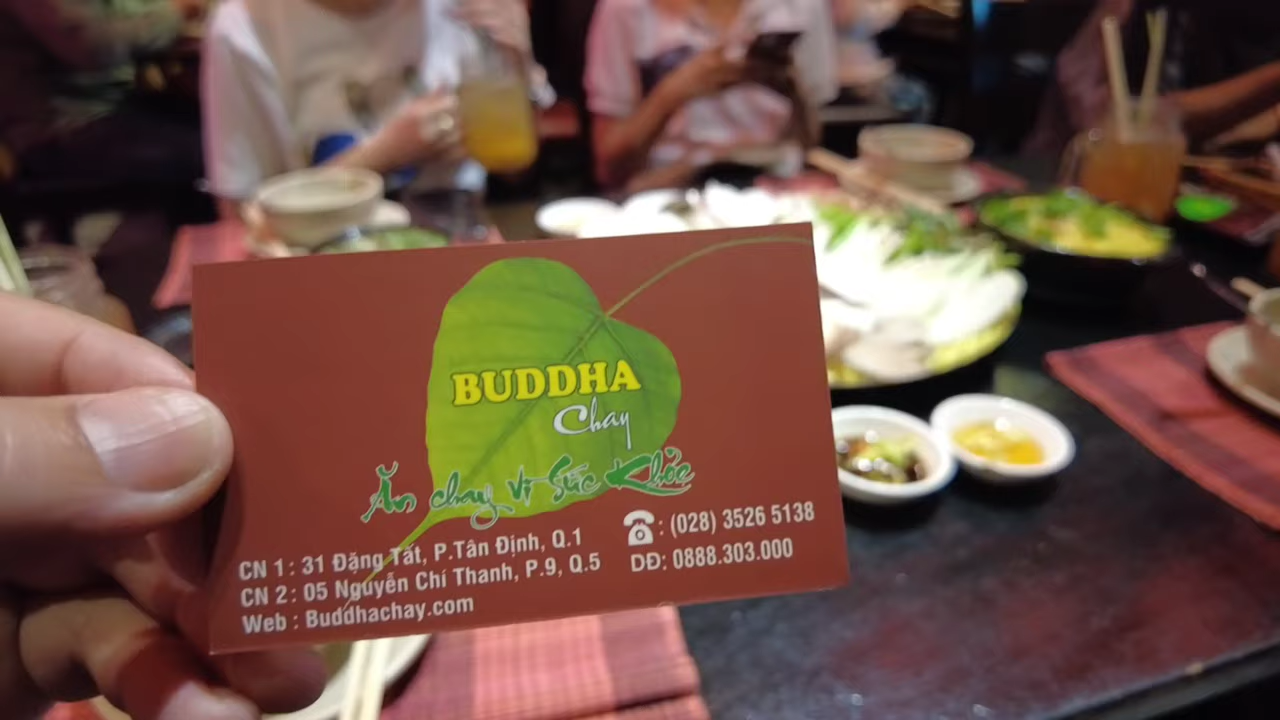 BUDDHA
Chay
Ăn chay Vì Sức Khỏe
CN 1 : 31 Đặng Tất, P.Tân Định, Q.1
CN 2 : 05 Nguyễn Chí Thanh, P.9, Q.5
Web : Buddhachay.com
: (028) 3526 5138
DĐ: 0888.303.000